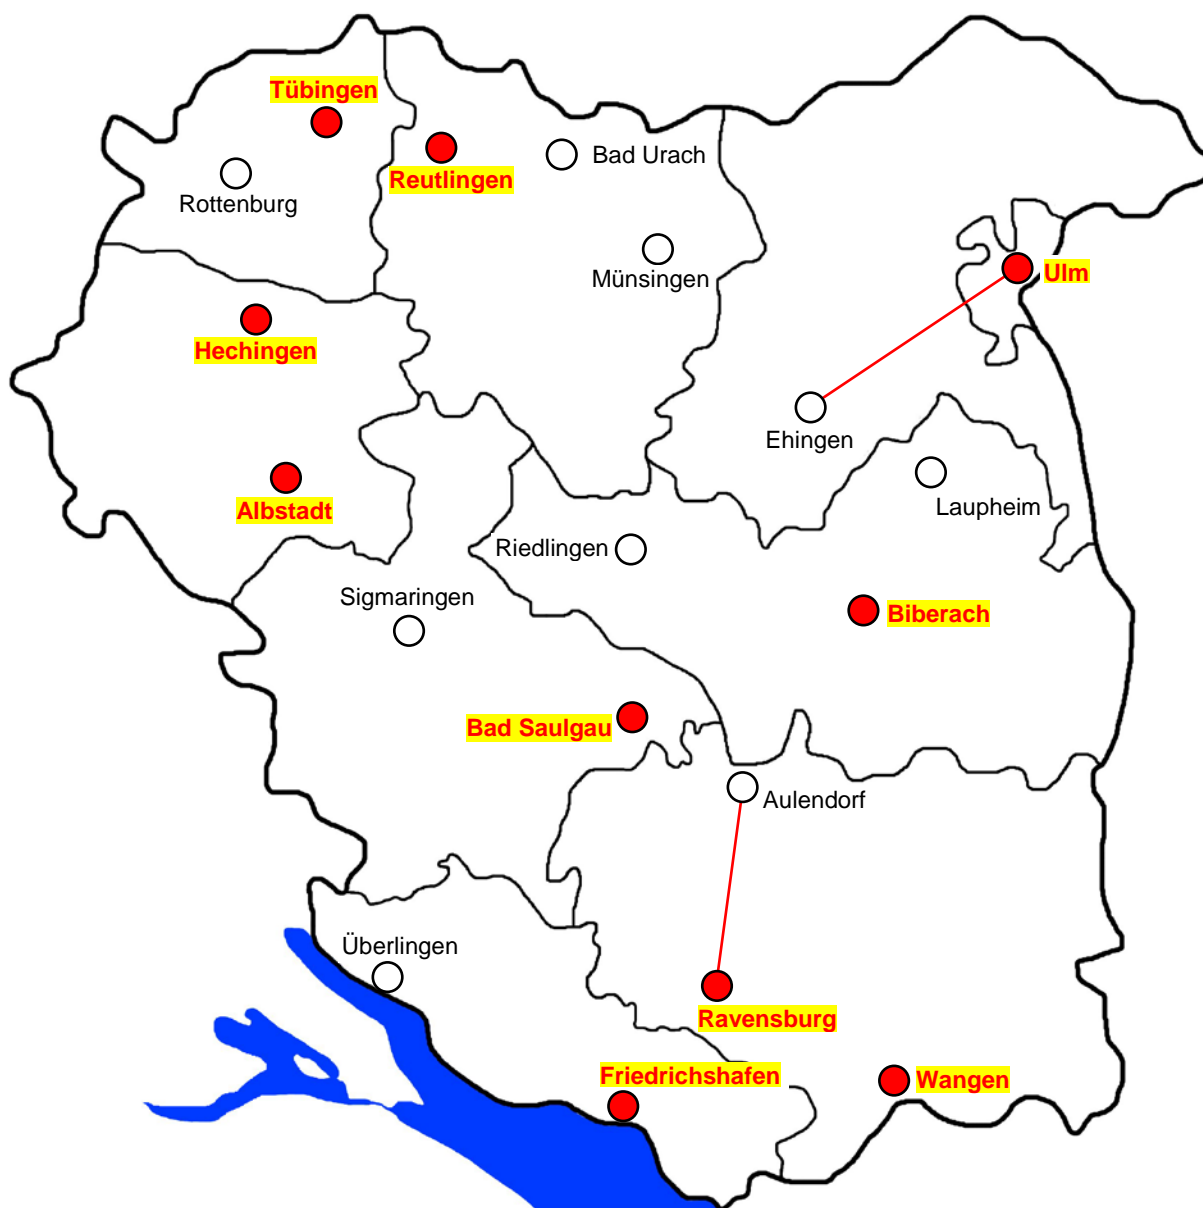 Tübingen
Bad Urach
Reutlingen
Rottenburg
Münsingen
Ulm
Hechingen
Ehingen
Albstadt
Laupheim
Riedlingen
Sigmaringen
Biberach
Bad Saulgau
Aulendorf
Überlingen
Ravensburg
Friedrichshafen
Wangen